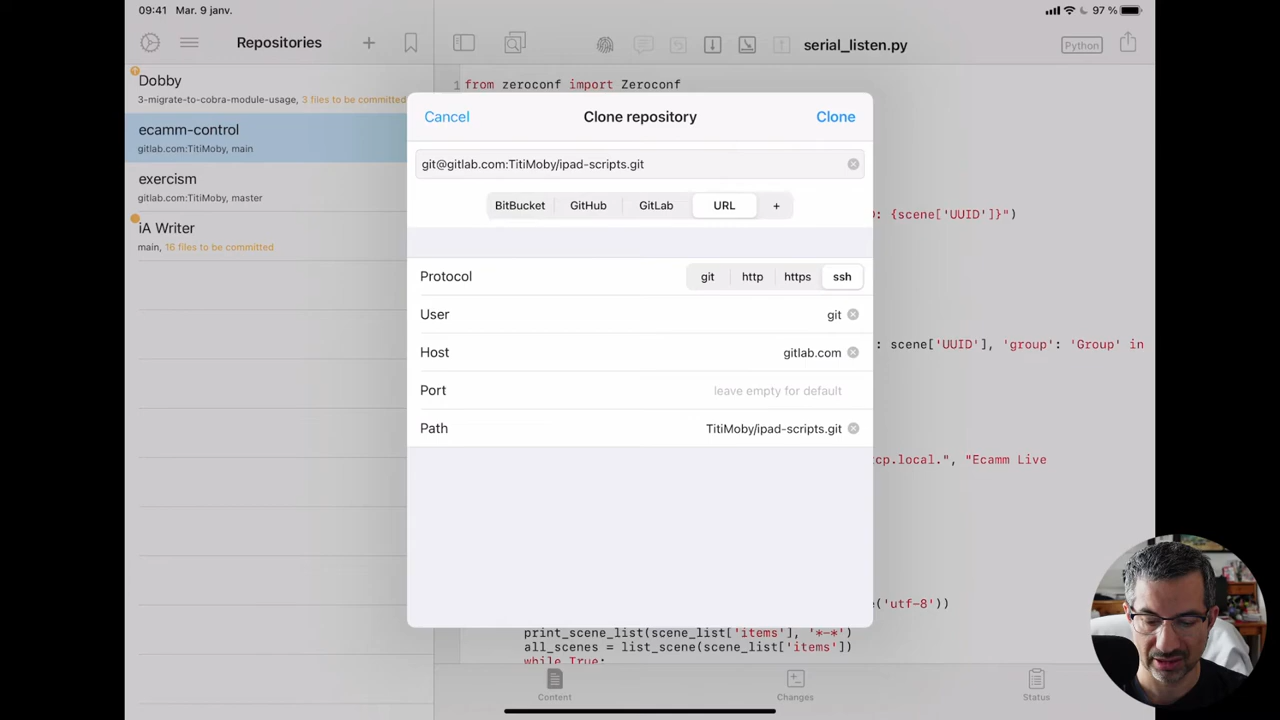 09:41 Mar. 9 janv.
97 %
Repositories
serial_listen.py
Python
Dobby
3-migrate-to-cobra-module-usage, 3 files to be committed
ecamm-control
gitlab.com:TitiMoby, main
exercism
gitlab.com:TitiMoby, master
iA Writer
main, 16 files to be committed
1 from zeroconf import Zeroconf
Cancel
Clone repository
Clone
git@gitlab.com:TitiMoby/ipad-scripts.git
BitBucket GitHub GitLab URL +
Protocol git http https ssh
User git
Host gitlab.com
Port leave empty for default
Path TitiMoby/ipad-scripts.git
D: {scene['UUID']}")
: scene['UUID'], 'group': 'Group' in
tcp.local.", "Ecamm Live
('utf-8'))
print_scene_list(scene_list['items'], '*-*')
all_scenes = list_scene(scene_list['items'])
while True:
Content
Changes
Status